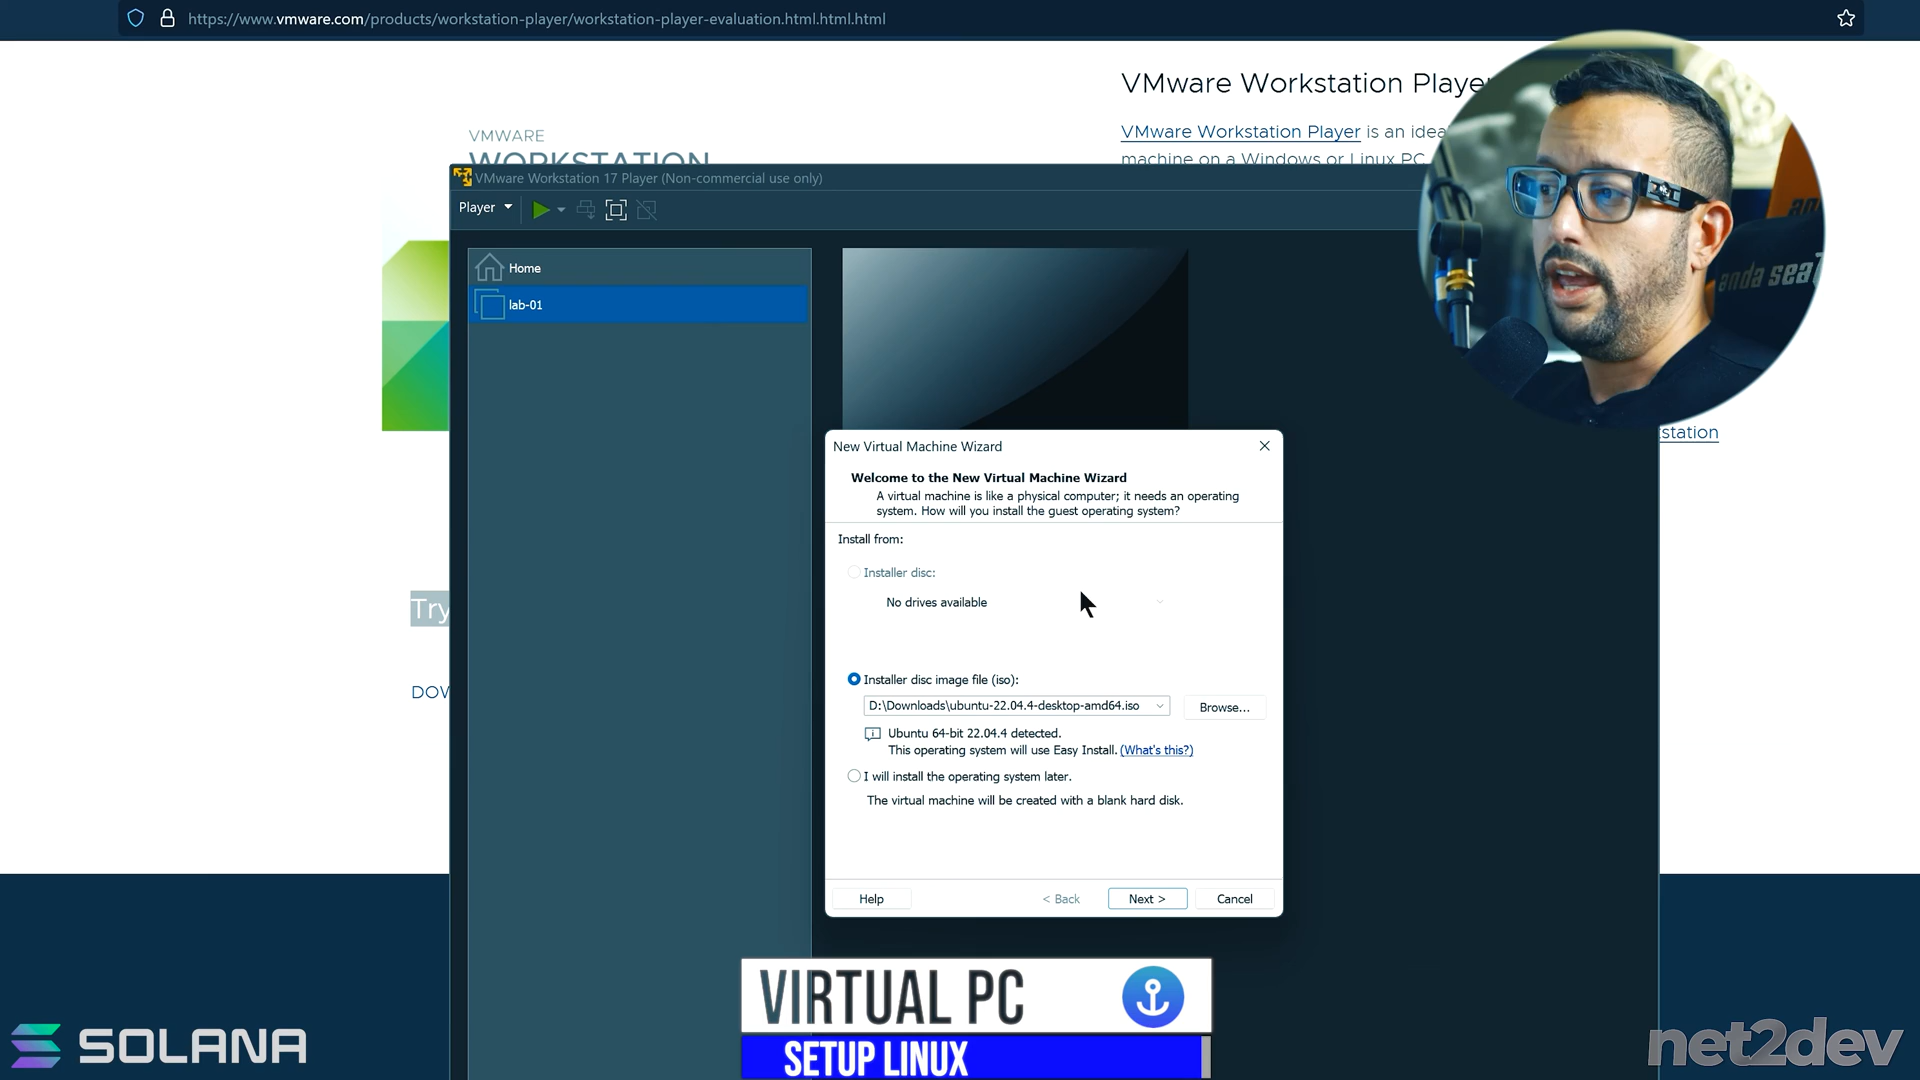 https://www.vmware.com/products/workstation-player/workstation-player-evaluation.html.html.html
VMware Workstation Player
VMware Workstation Player is an idea
machine on a Windows or Linux PC
VMWARE
WORKSTATION
VMware Workstation 17 Player (Non-commercial use only)
Player
Home
lab-01
anda seaT
station
New Virtual Machine Wizard
Welcome to the New Virtual Machine Wizard
A virtual machine is like a physical computer; it needs an operating
system. How will you install the guest operating system?
Install from:
Installer disc:
No drives available
Try
Installer disc image file (iso):
DOW
D:\Downloads\ubuntu-22.04.4-desktop-amd64.iso
Browse...
Ubuntu 64-bit 22.04.4 detected.
This operating system will use Easy Install. (What's this?)
I will install the operating system later.
The virtual machine will be created with a blank hard disk.
Help
< Back
Next >
Cancel
VIRTUAL PC
SETUP LINUX
SOLANA
net2dev